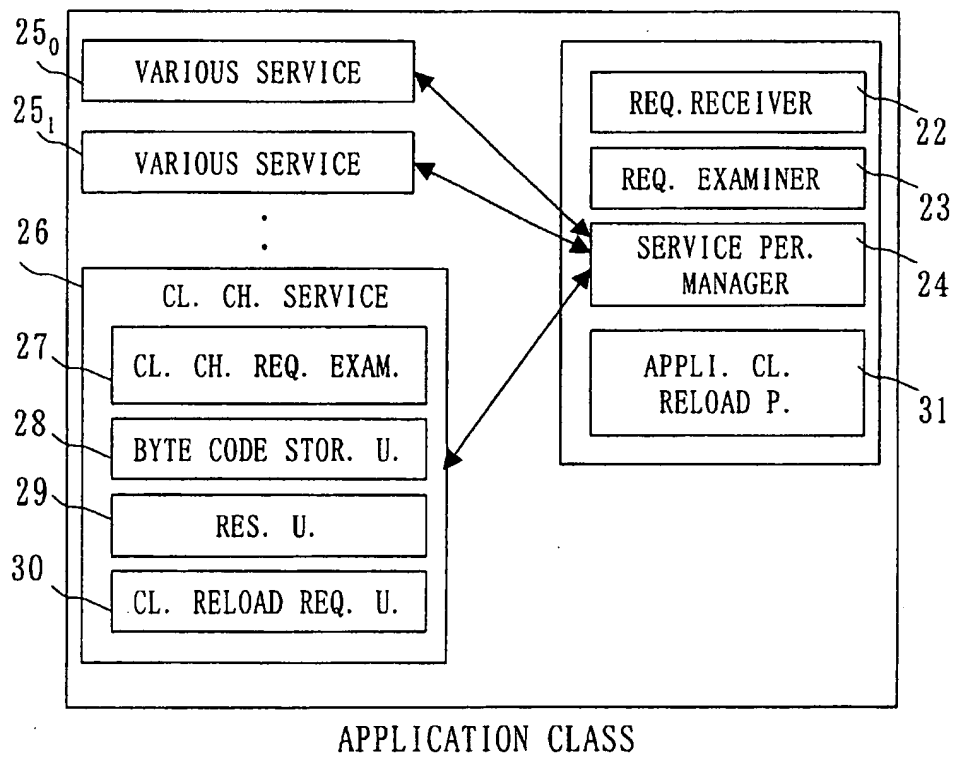 25₀
VARIOUS SERVICE
25₁
VARIOUS SERVICE
26
CL. CH. SERVICE
27
CL. CH. REQ. EXAM.
28
BYTE CODE STOR. U.
29
RES. U.
30
CL. RELOAD REQ. U.
REQ.RECEIVER
22
REQ. EXAMINER
23
SERVICE PER.
MANAGER
24
APPLI. CL.
RELOAD P.
31
APPLICATION CLASS